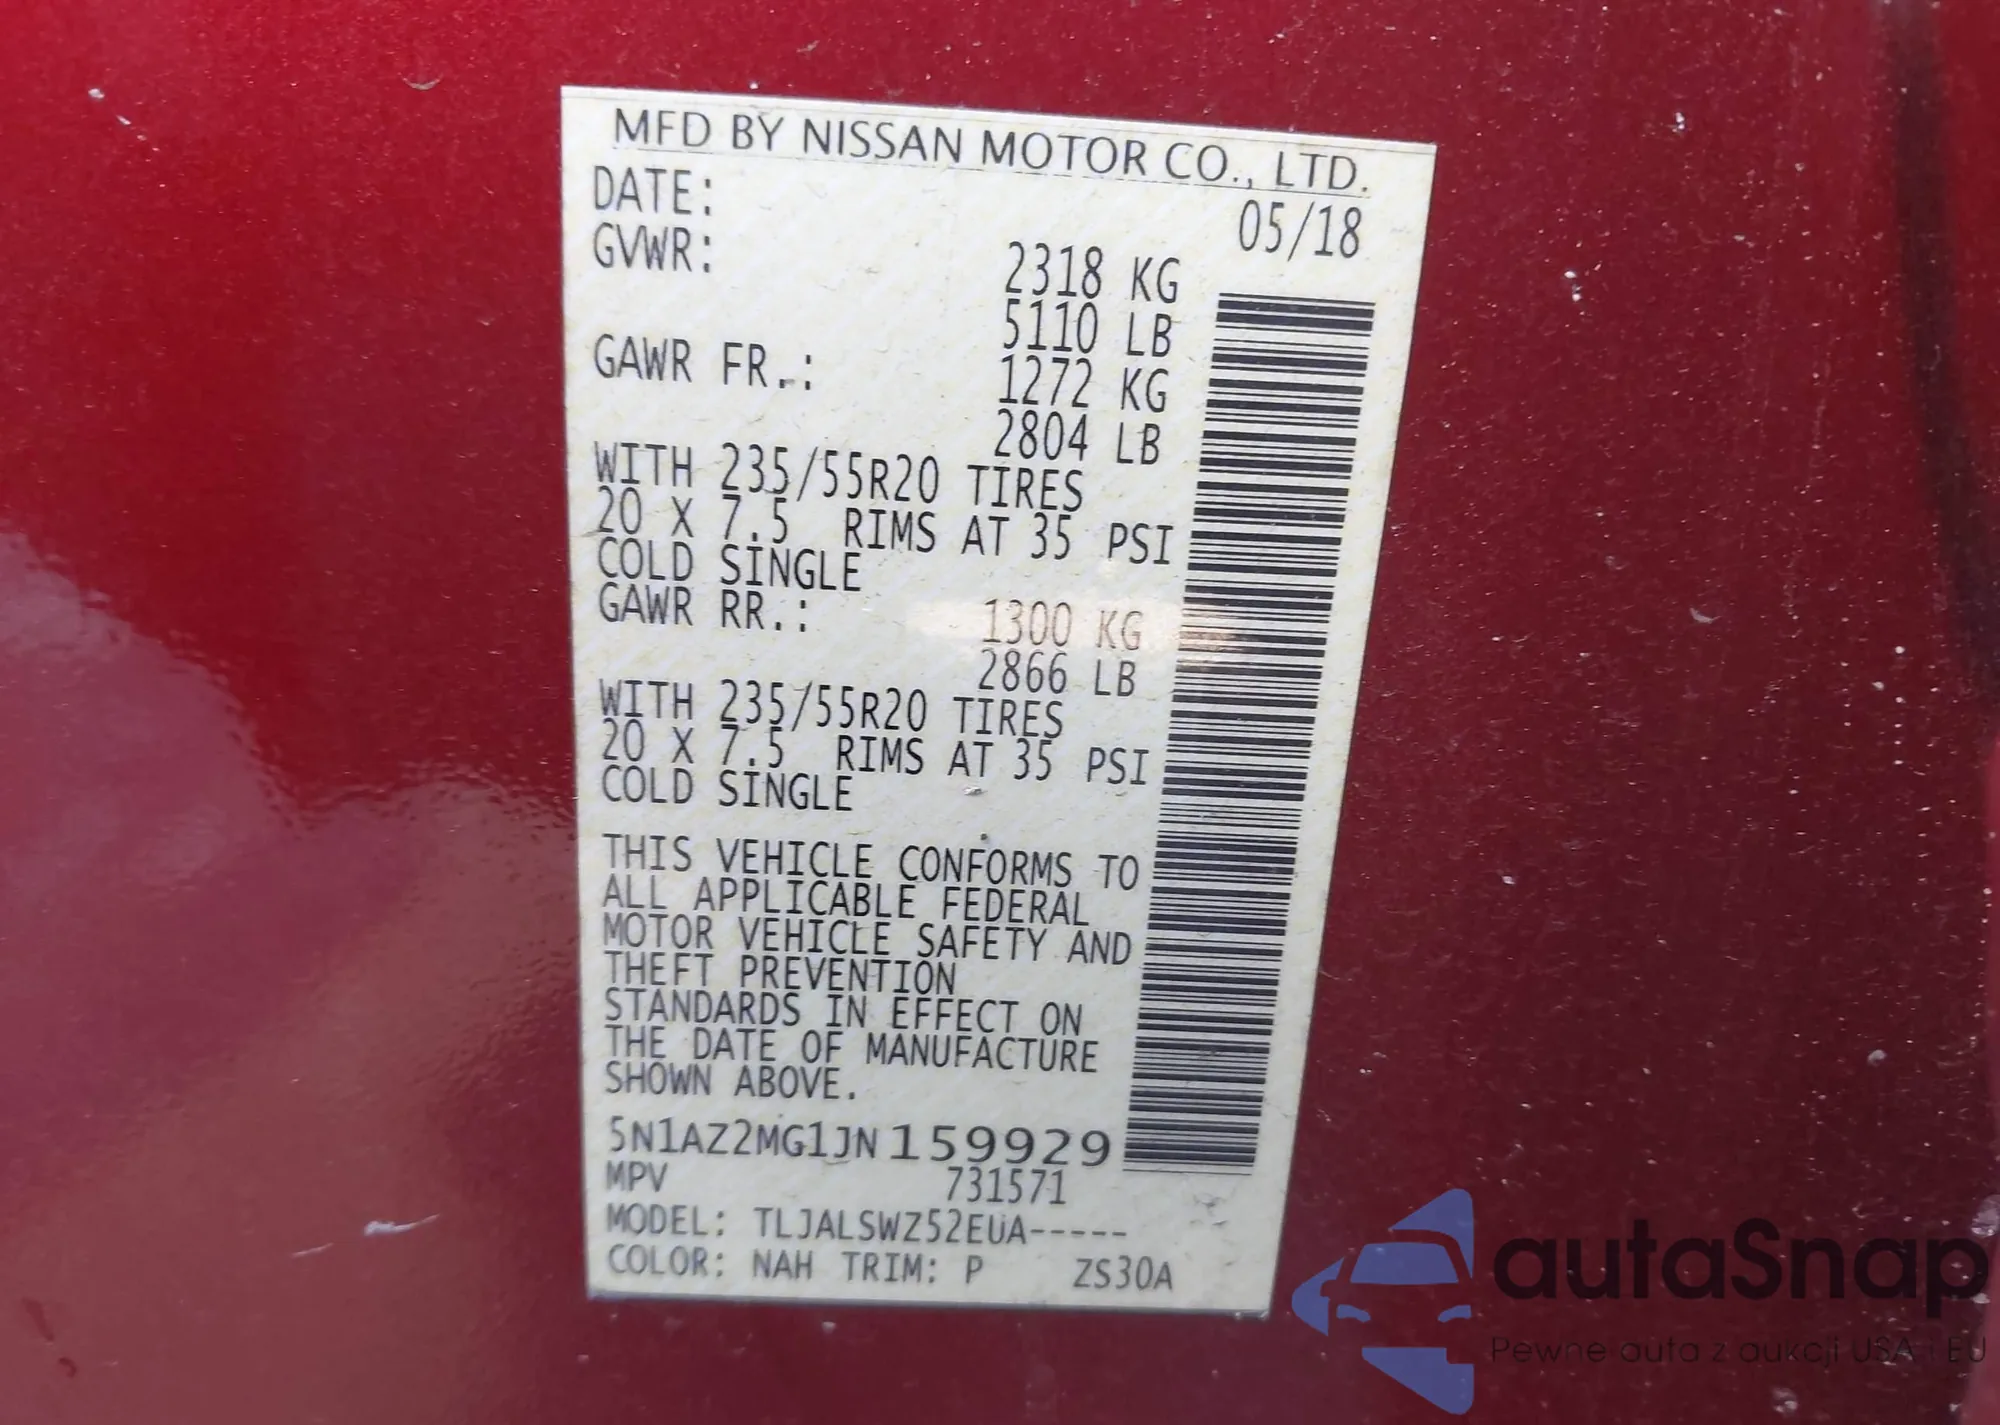 MFD BY NISSAN MOTOR CO., LTD.
DATE: 05/18
GVWR: 2318 KG
5110 LB
GAWR FR.: 1272 KG
2804 LB
WITH 235/55R20 TIRES
20 X 7.5 RIMS AT 35 PSI
COLD SINGLE
GAWR RR.: 1300 KG
2866 LB
WITH 235/55R20 TIRES
20 X 7.5 RIMS AT 35 PSI
COLD SINGLE
THIS VEHICLE CONFORMS TO
ALL APPLICABLE FEDERAL
MOTOR VEHICLE SAFETY AND
THEFT PREVENTION
STANDARDS IN EFFECT ON
THE DATE OF MANUFACTURE
SHOWN ABOVE.
5N1AZ2MG1JN159929
MPV 731571
MODEL: TLJALSWZ52EUA-----
COLOR: NAH TRIM: P ZS30A
autaSnap
Pewne auta z aukcji USA i EU